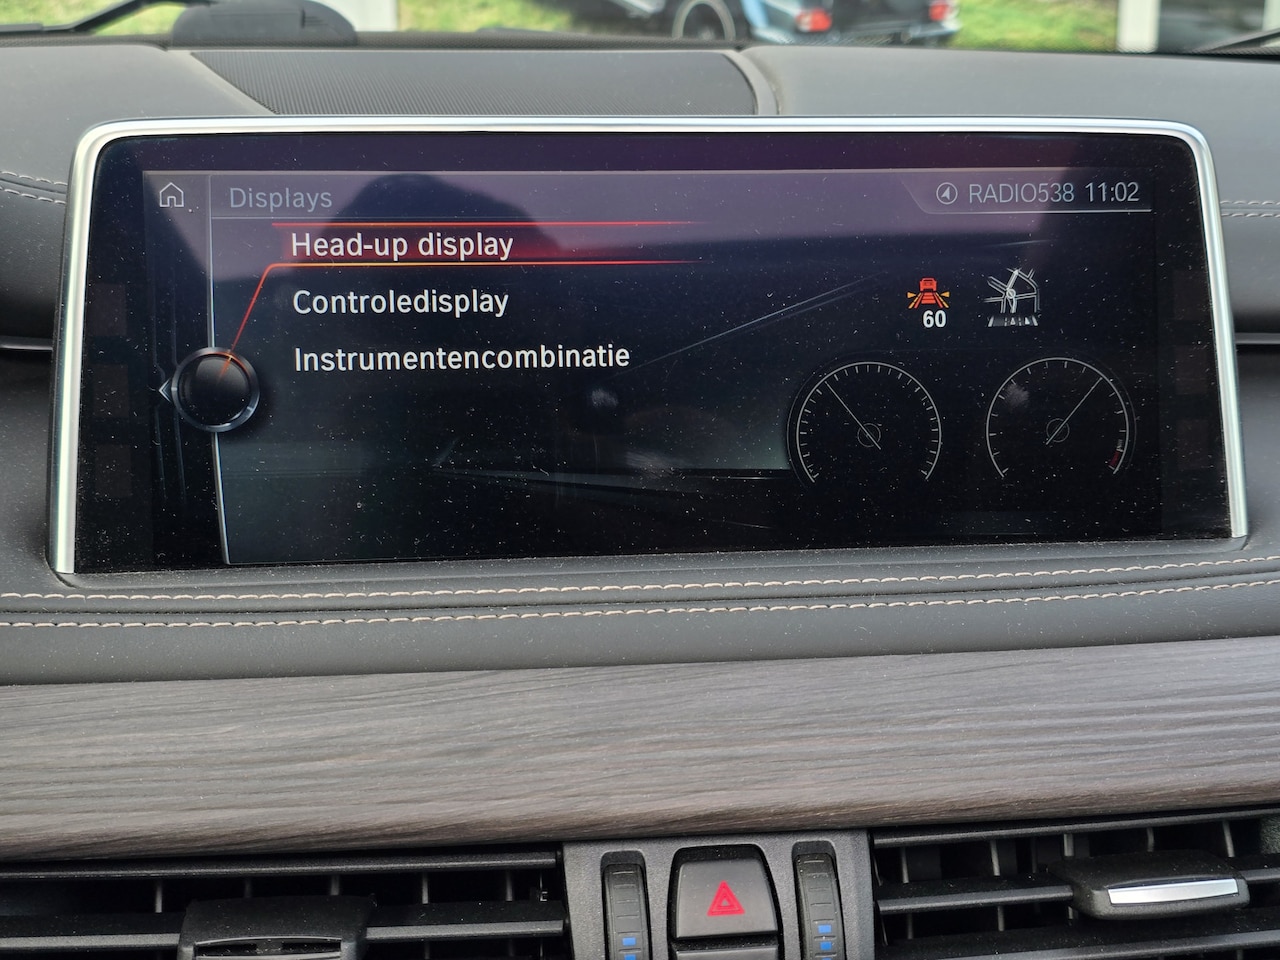 Displays
RADIO538 11:02
Head-up display
Controledisplay
60
Instrumentencombinatie